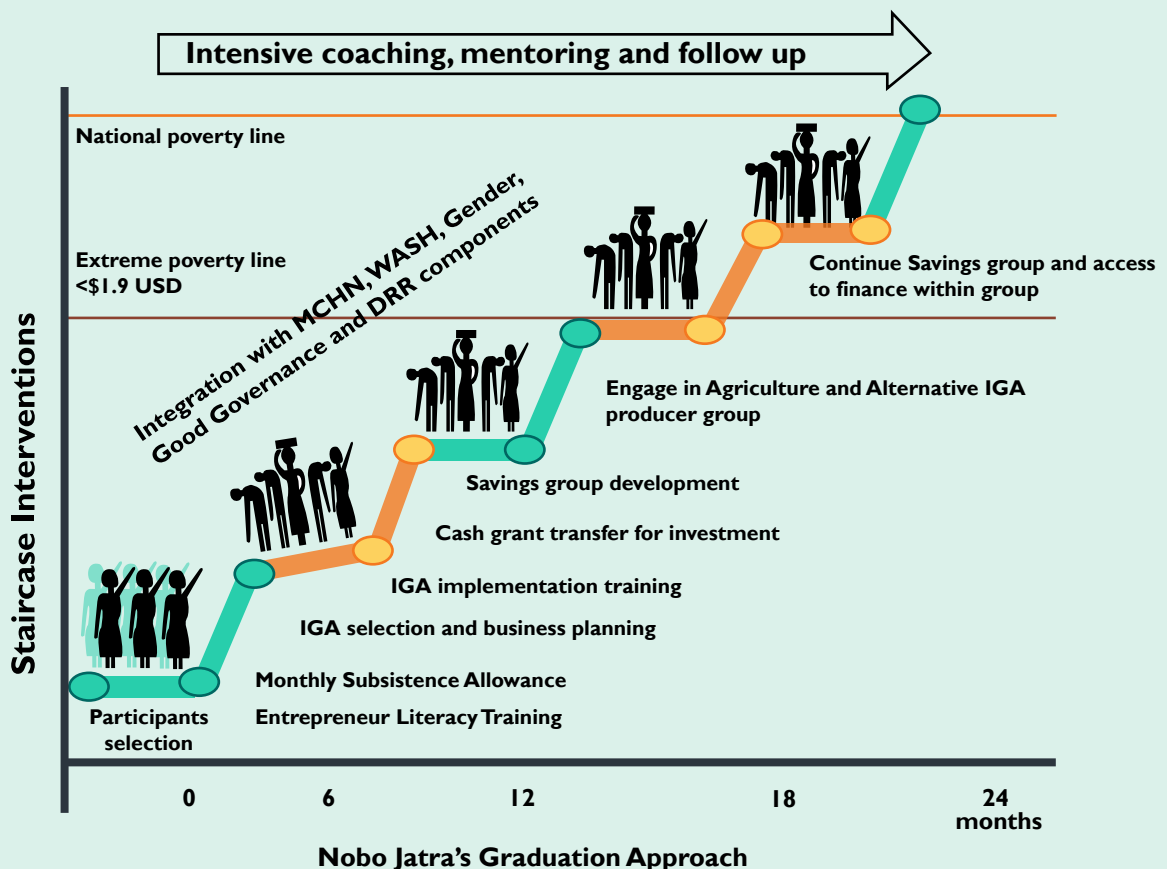 Intensive coaching, mentoring and follow up
National poverty line
Extreme poverty line
<$1.9 USD
Integration with MCHN, WASH, Gender,
Good Governance and DRR components
Continue Savings group and access
to finance within group
Engage in Agriculture and Alternative IGA
producer group
Savings group development
Cash grant transfer for investment
IGA implementation training
IGA selection and business planning
Monthly Subsistence Allowance
Entrepreneur Literacy Training
Participants
selection
Staircase Interventions
0 6 12 18 24
months
Nobo Jatra's Graduation Approach